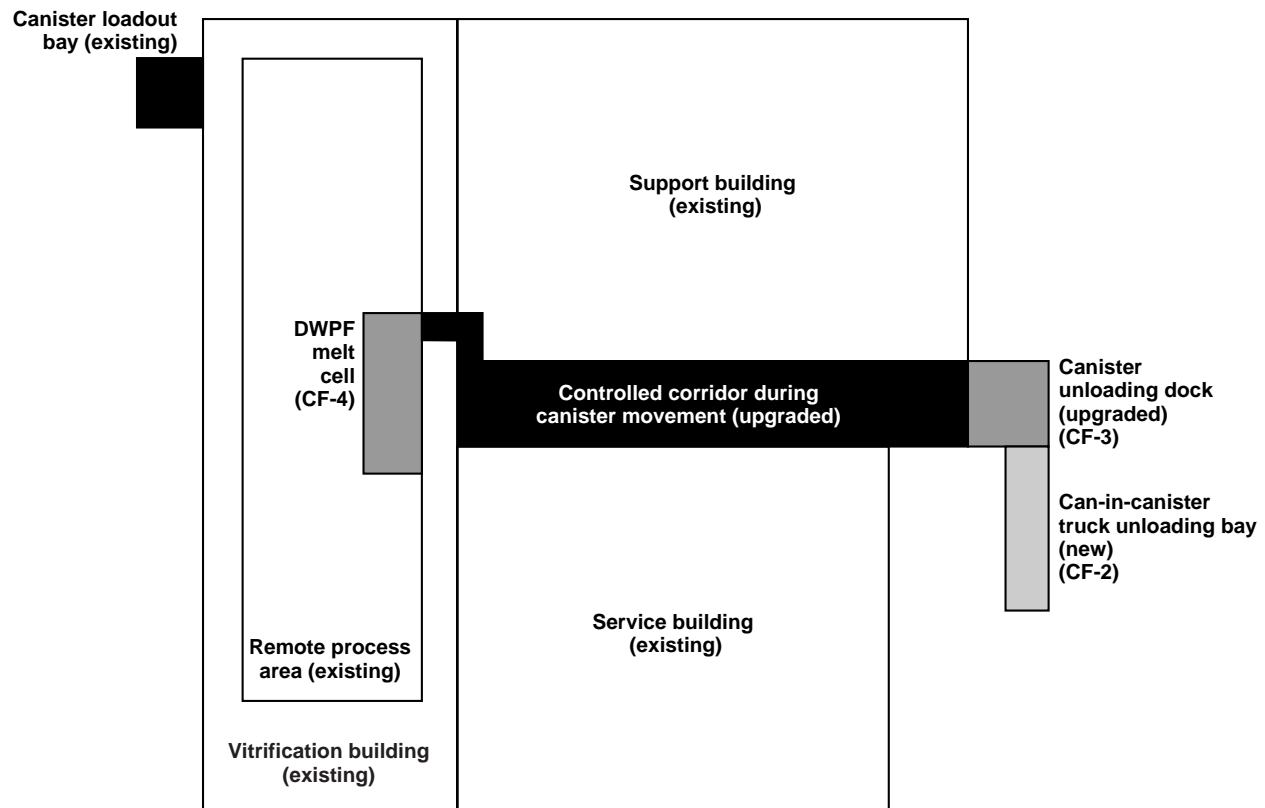 Canister loadout
bay (existing)
Support building
(existing)
DWPF
melt
cell
(CF-4)
Controlled corridor during
canister movement (upgraded)
Canister
unloading dock
(upgraded)
(CF-3)
Can-in-canister
truck unloading bay
(new)
(CF-2)
Service building
(existing)
Remote process
area (existing)
Vitrification building
(existing)